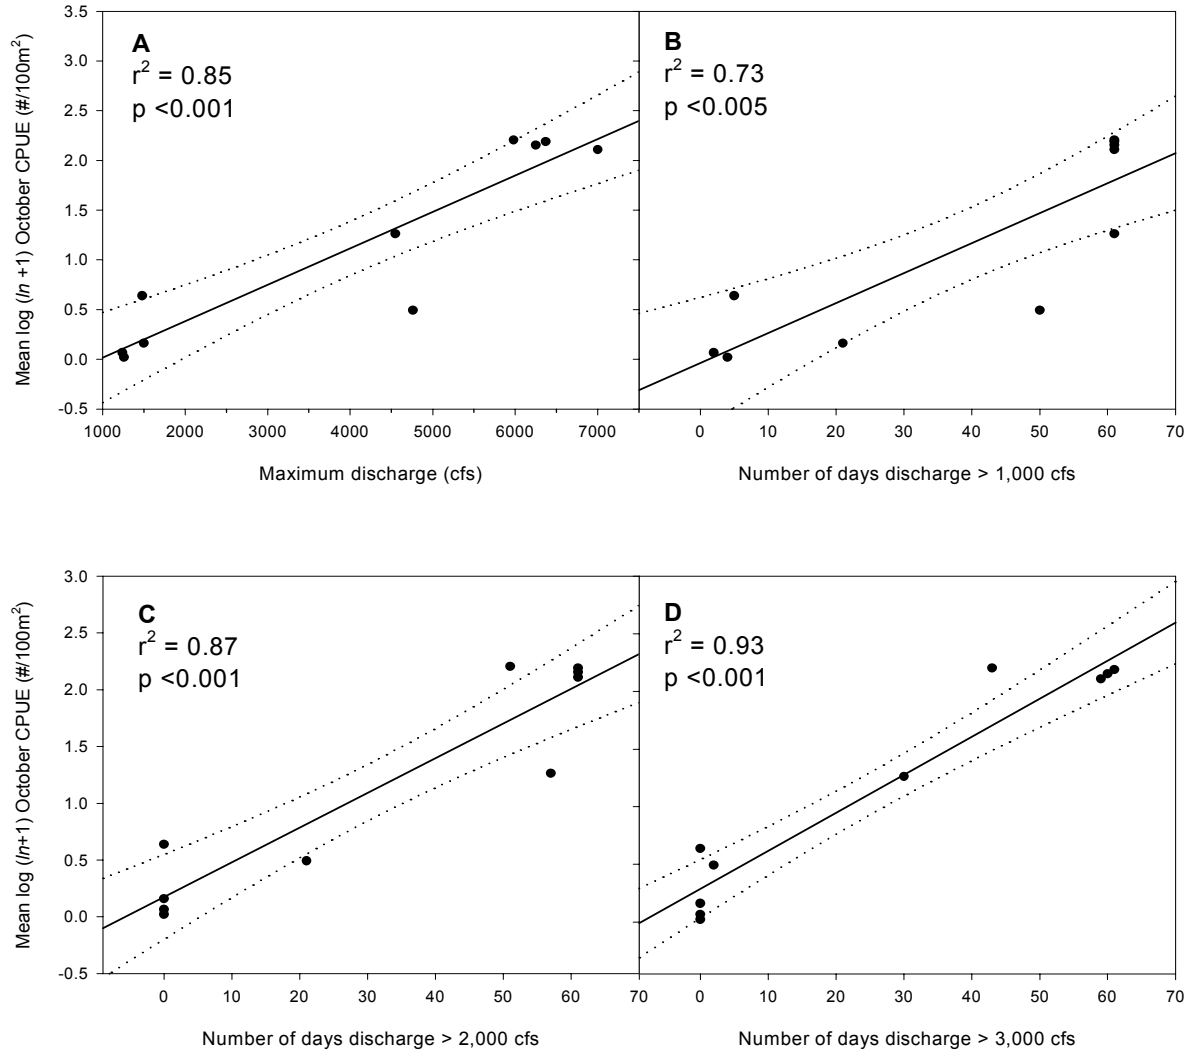 Mean log (ln +1) October CPUE (#/100m²)
3.5
3.0
2.5
2.0
1.5
1.0
0.5
0.0
-0.5
A
r² = 0.85
p <0.001
1000 2000 3000 4000 5000 6000 7000
Maximum discharge (cfs)
B
r² = 0.73
p <0.005
0 10 20 30 40 50 60 70
Number of days discharge > 1,000 cfs
Mean log (ln+1) October CPUE (#/100m²)
3.0
2.5
2.0
1.5
1.0
0.5
0.0
-0.5
C
r² = 0.87
p <0.001
0 10 20 30 40 50 60 70
Number of days discharge > 2,000 cfs
D
r² = 0.93
p <0.001
0 10 20 30 40 50 60 70
Number of days discharge > 3,000 cfs